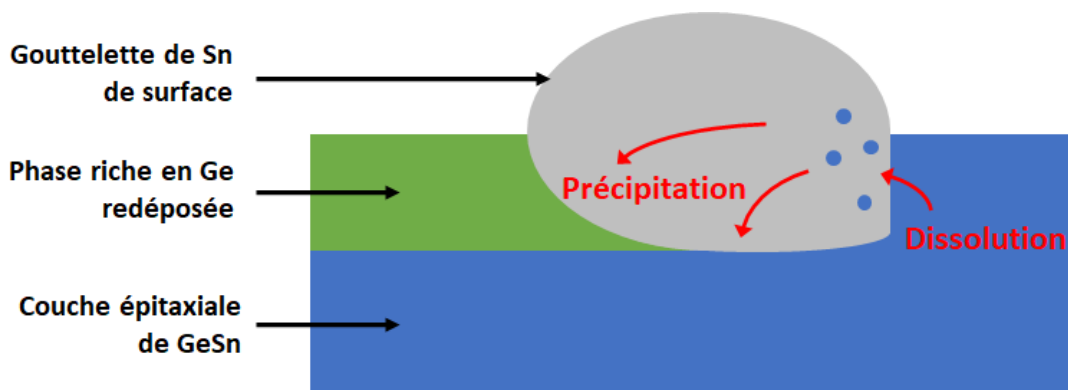 Gouttelette de Sn
de surface
Phase riche en Ge
redéposée
Précipitation
Dissolution
Couche épitaxiale
de GeSn